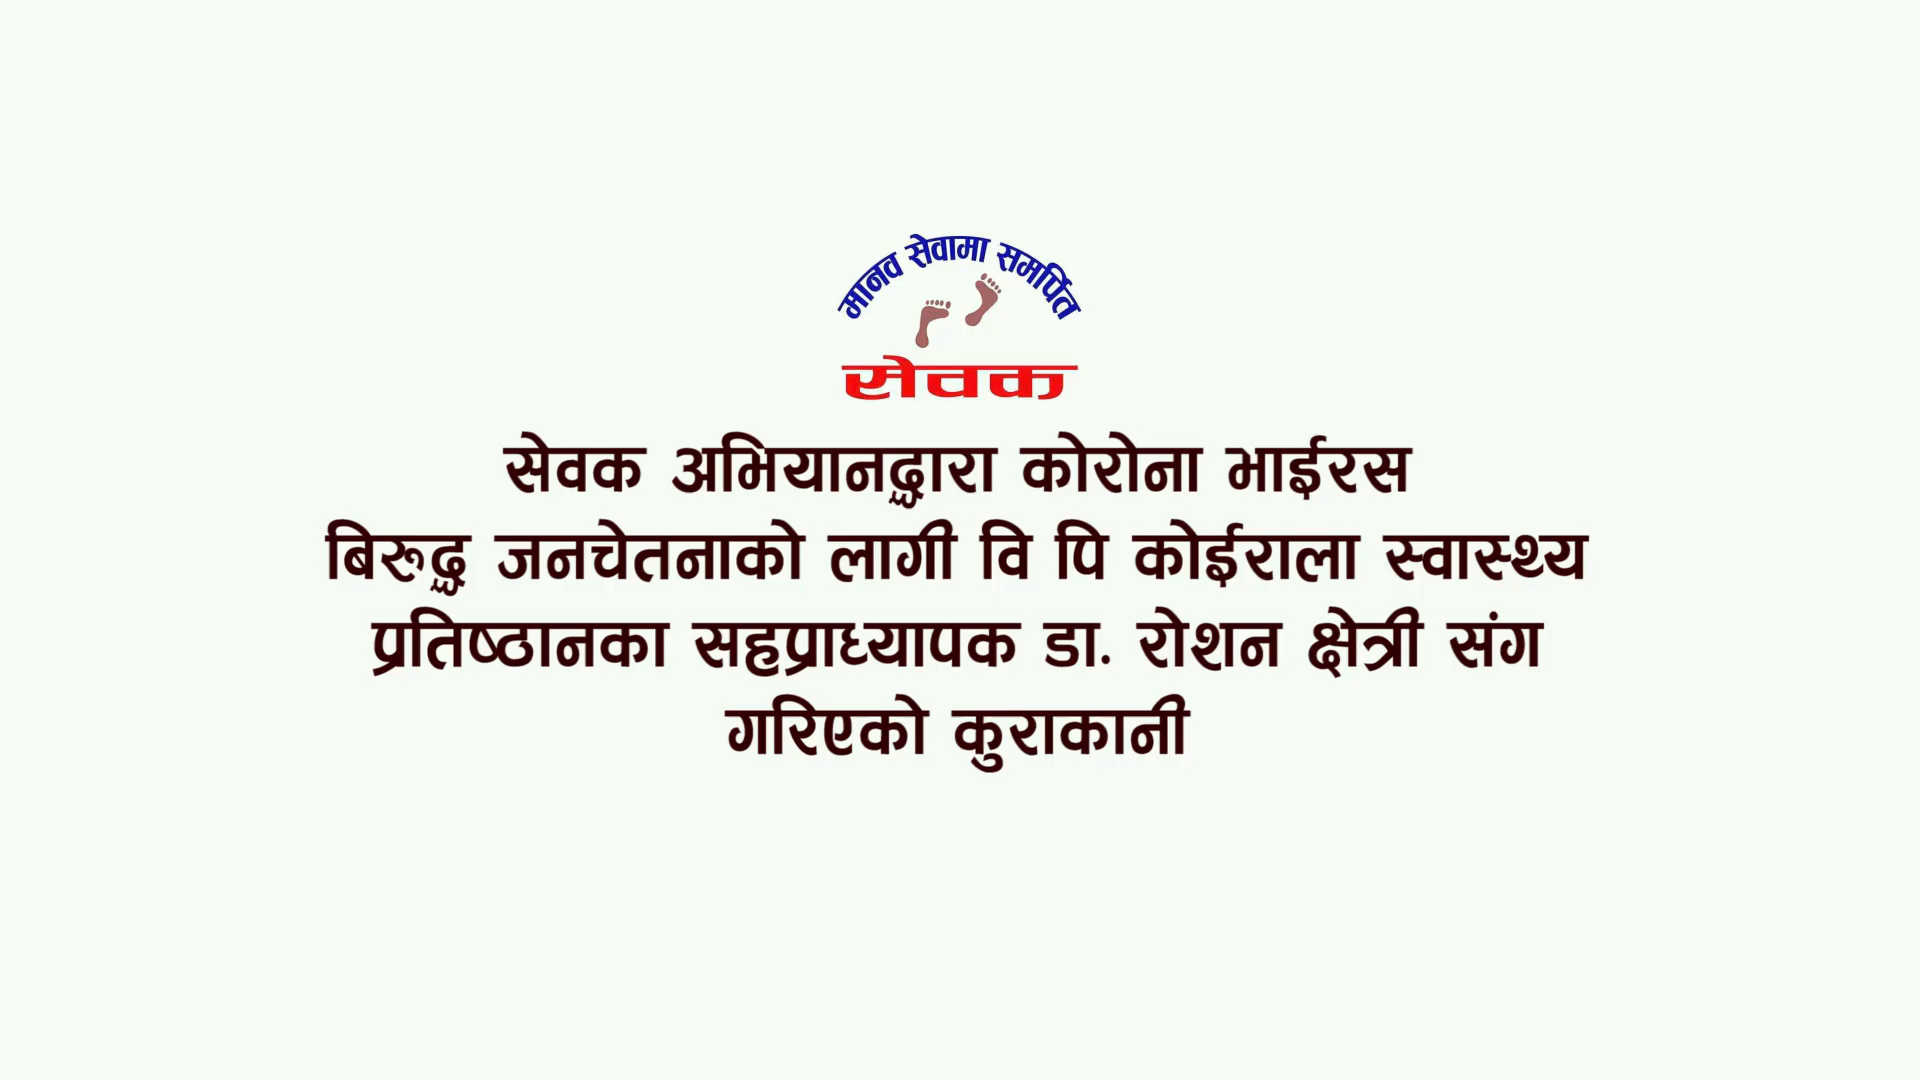 मानव सेवामा समर्पित
सेवक
सेवक अभियानद्वारा कोरोना भाईरस
बिरुद्ध जनचेतनाको लागी वि पि कोईराला स्वास्थ्य
प्रतिष्ठानका सहप्राध्यापक डा. रोशन क्षेत्री संग
गरिएको कुराकानी